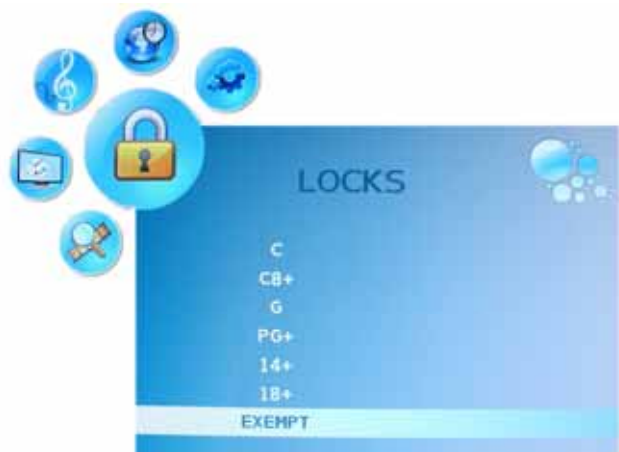 LOCKS
C
C8+
G
PG+
14+
18+
EXEMPT